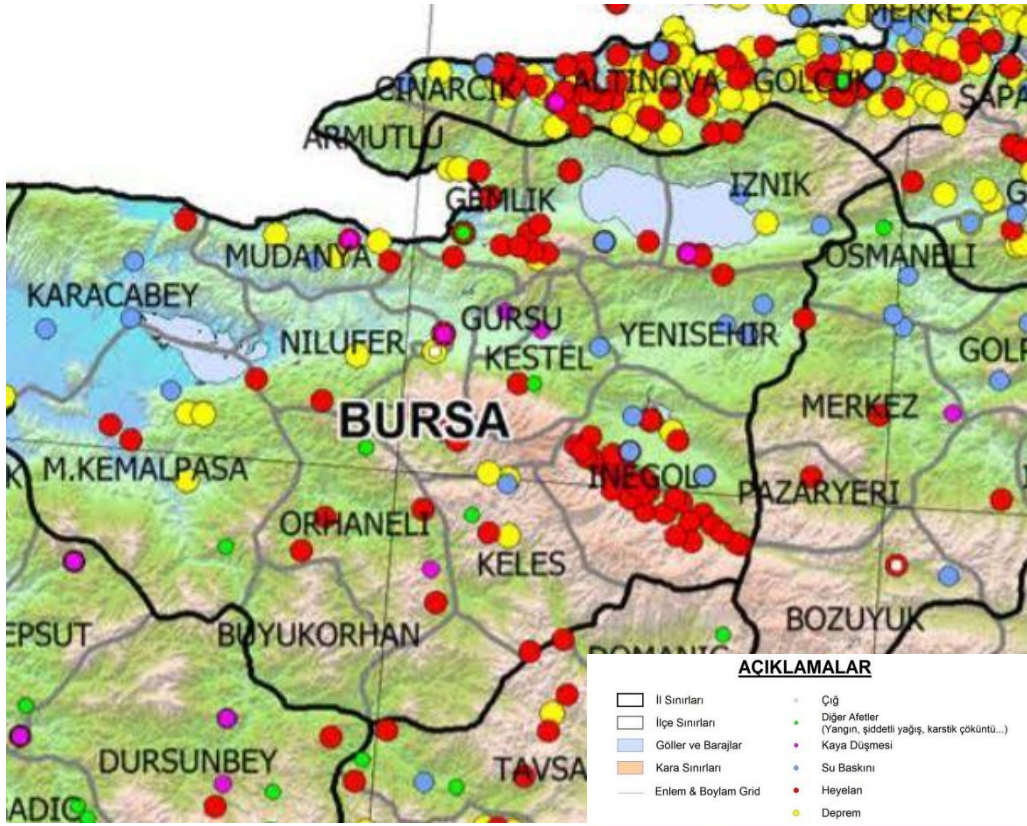 MERKEZ
ÇINARCIK
ALTINOVA
GOLCUK
SAPA
ARMUTLU
GEMLIK
IZNIK
G
MUDANYA
OSMANELI
KARACABEY
GURSU
YENISEHIR
NILUFER
KESTEL
GOLP
BURSA
MERKEZ
M.KEMALPASA
INEGOL
PAZARYERI
K
ORHANELI
KELES
EPSUT
BUYUKORHAN
BOZUYUK
DOMANIC
DURSUNBEY
TAVSA
ADIC
AÇIKLAMALAR
İl Sınırları
İlçe Sınırları
Göller ve Barajlar
Kara Sınırları
Enlem & Boylam Grid
Çığ
Diğer Afetler
(Yangın, şiddetli yağış, karstik çöküntü...)
Kaya Düşmesi
Su Baskını
Heyelan
Deprem